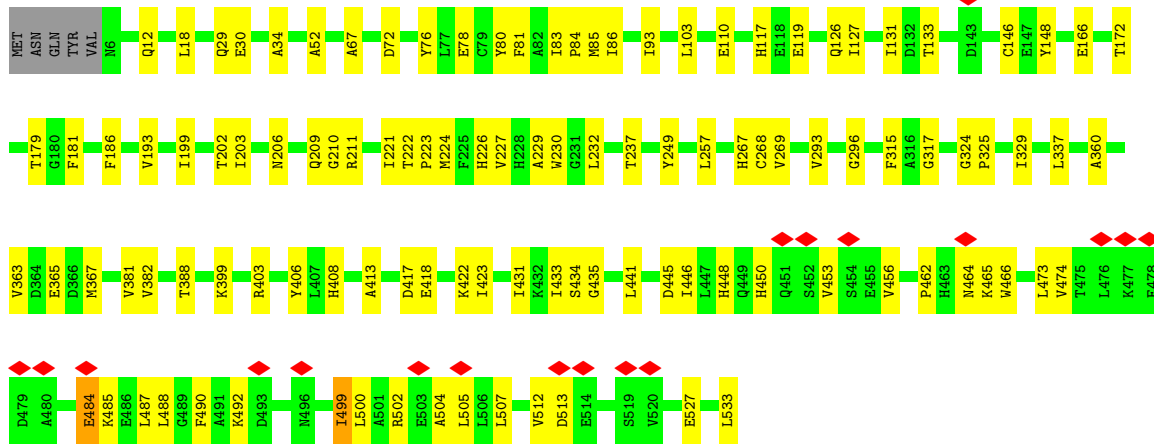 MET ASN GLN TYR VAL N6 Q12 L18 Q29 E30 A34 A52 A67 D72 Y76 L77 E78 C79 Y80 F81 A82 I83 P84 M85 I86 I93 L103 E110 H117 E118 E119 Q126 I127 I131 D132 T133 D143 C146 E147 Y148 E166 T172
T179 G180 F181 F186 V193 I199 T202 I203 N206 Q209 G210 R211 I221 T222 P223 M224 F225 H226 V227 H228 A229 W230 G231 L232 T237 Y249 L257 H267 C268 V269 V293 G296 F315 A316 G317 G324 P325 I329 L337 A360
V363 D364 E365 D366 M367 V381 V382 T388 K399 R403 Y406 L407 H408 A413 D417 E418 K422 I423 I431 K432 I433 S434 G435 L441 D445 I446 L447 H448 Q449 H450 Q451 S452 V453 S454 E455 V456 P462 H463 N464 K465 W466 L473 V474 T475 L476 K477 E478
D479 A480 E484 K485 E486 L487 L488 G489 F490 A491 K492 D493 N496 I499 L500 A501 R502 E503 A504 L505 L506 L507 V512 D513 E514 S519 V520 E527 L533